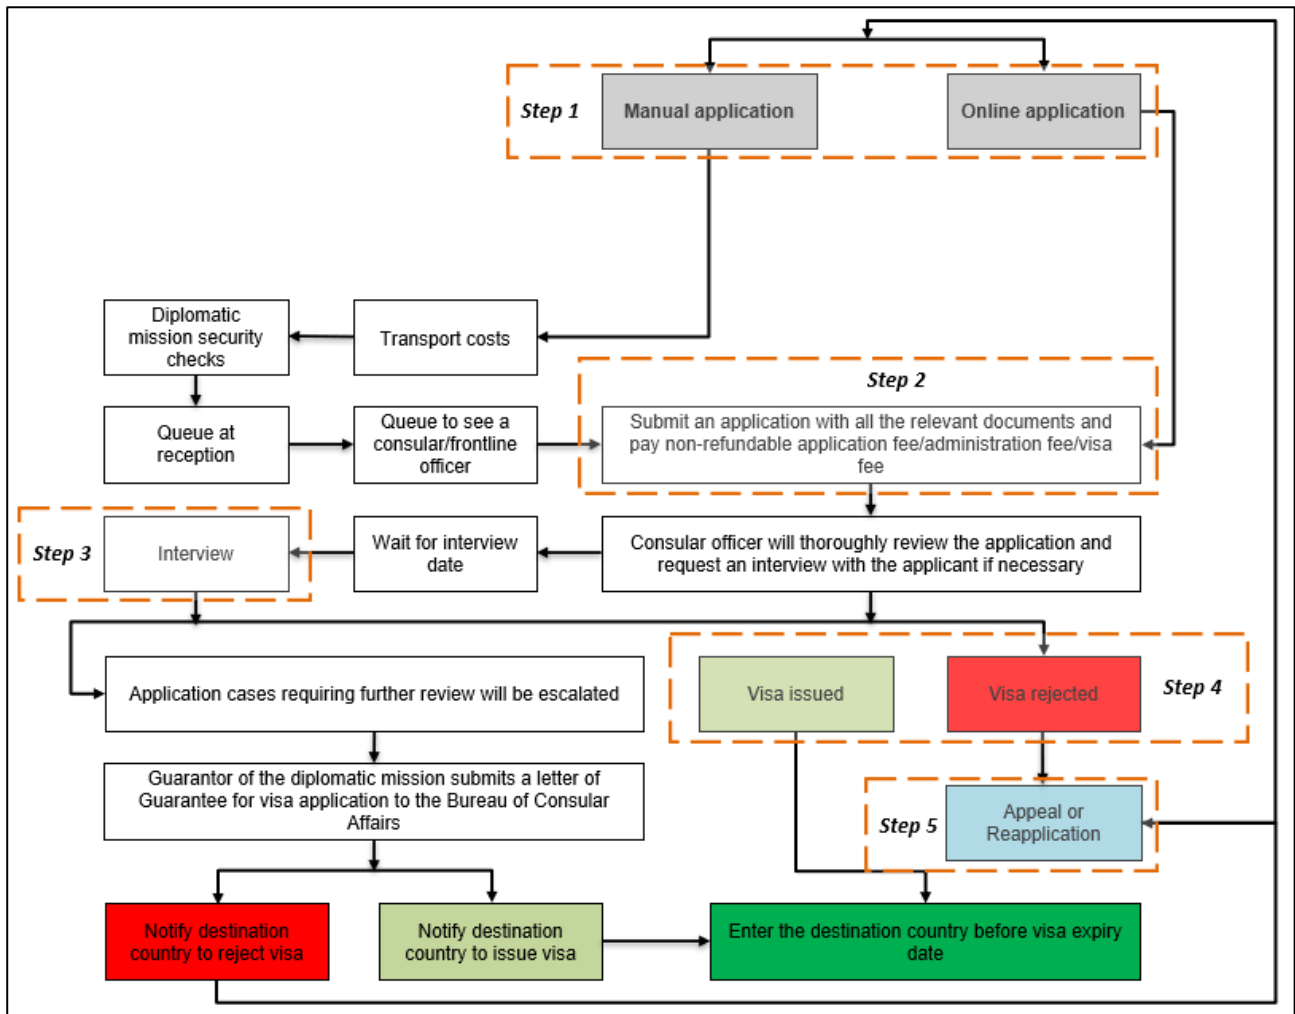 Step 1
Manual application
Online application
Diplomatic
mission security
checks
Transport costs
Step 2
Queue at
reception
Queue to see a
consular/frontline
officer
Submit an application with all the relevant documents and
pay non-refundable application fee/administration fee/visa
fee
Step 3
Interview
Wait for interview
date
Consular officer will thoroughly review the application and
request an interview with the applicant if necessary
Application cases requiring further review will be escalated
Visa issued
Visa rejected
Step 4
Guarantor of the diplomatic mission submits a letter of
Guarantee for visa application to the Bureau of Consular
Affairs
Step 5
Appeal or
Reapplication
Notify destination
country to reject visa
Notify destination
country to issue visa
Enter the destination country before visa expiry
date